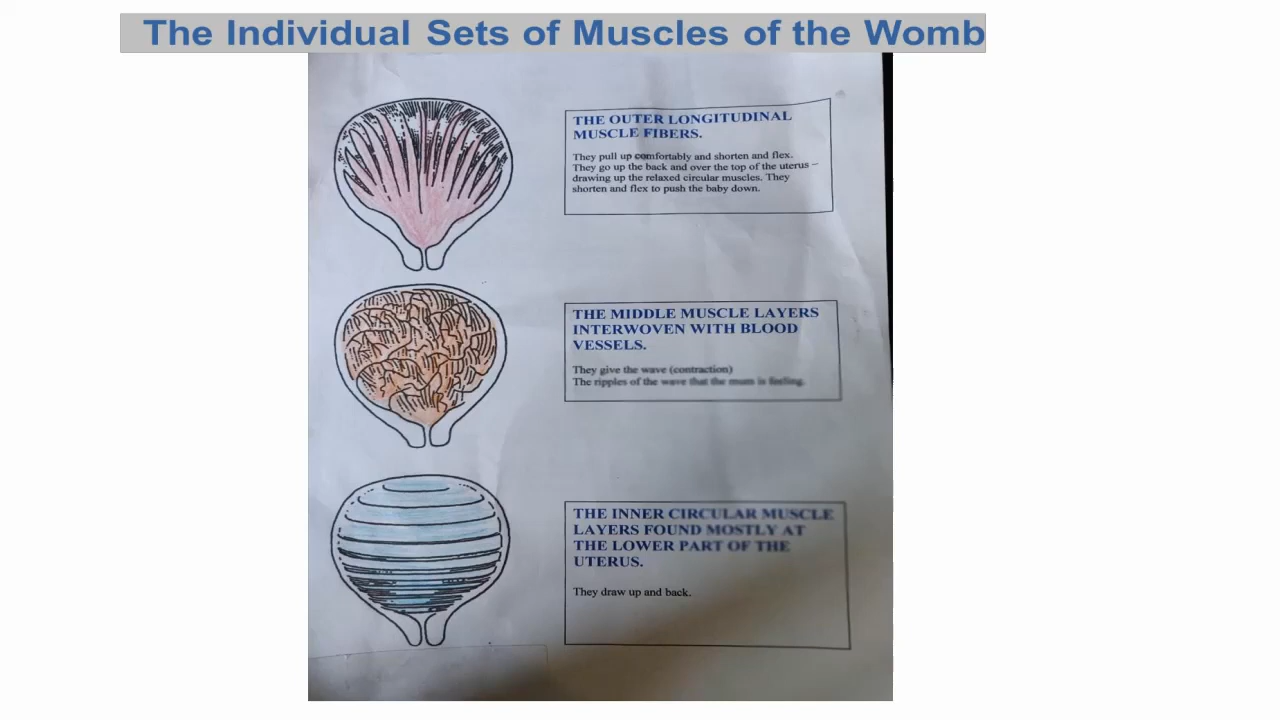 The Individual Sets of Muscles of the Womb
THE OUTER LONGITUDINAL
MUSCLE FIBERS.
They pull up comfortably and shorten and flex.
They go up the back and over the top of the uterus –
drawing up the relaxed circular muscles. They
shorten and flex to push the baby down.
THE MIDDLE MUSCLE LAYERS
INTERWOVEN WITH BLOOD
VESSELS.
They give the wave (contraction)
The ripples of the wave that the mum is feeling.
THE INNER CIRCULAR MUSCLE
LAYERS FOUND MOSTLY AT
THE LOWER PART OF THE
UTERUS.
They draw up and back.